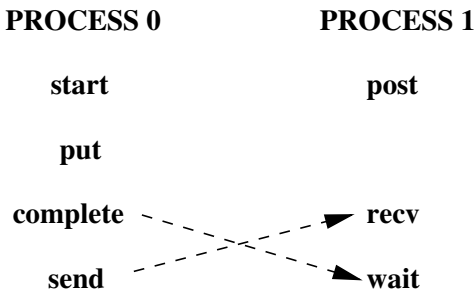 PROCESS 0 PROCESS 1
start post
put
complete recv
send wait